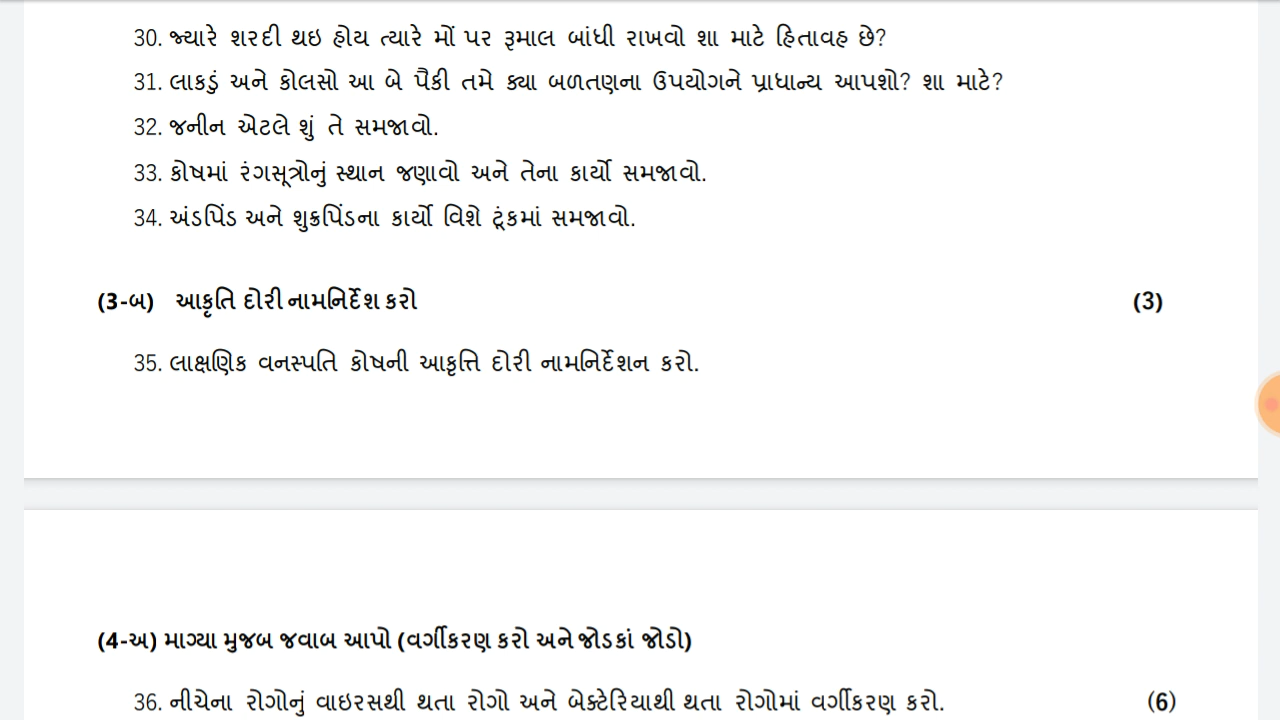 30. જ્યારે શરદી થઇ હોય ત્યારે મોં પર રૂમાલ બાંધી રાખવો શા માટે હિતાવહ છે?
31. લાકડું અને કોલસો આ બે પૈકી તમે ક્યા બળતણના ઉપયોગને પ્રાધાન્ય આપશો? શા માટે?
32. જનીન એટલે શું તે સમજાવો.
33. કોષમાં રંગસૂત્રોનું સ્થાન જણાવો અને તેના કાર્યો સમજાવો.
34. અંડપિંડ અને શુક્રપિંડના કાર્યો વિશે ટૂંકમાં સમજાવો.
(3-બ) આકૃતિ દોરી નામનિર્દેશ કરો (3)
35. લાક્ષણિક વનસ્પતિ કોષની આકૃત્તિ દોરી નામનિર્દેશન કરો.
(4-અ) માગ્યા મુજબ જવાબ આપો (વર્ગીકરણ કરો અને જોડકાં જોડો)
36. નીચેના રોગોનું વાઇરસથી થતા રોગો અને બેક્ટેરિયાથી થતા રોગોમાં વર્ગીકરણ કરો. (6)